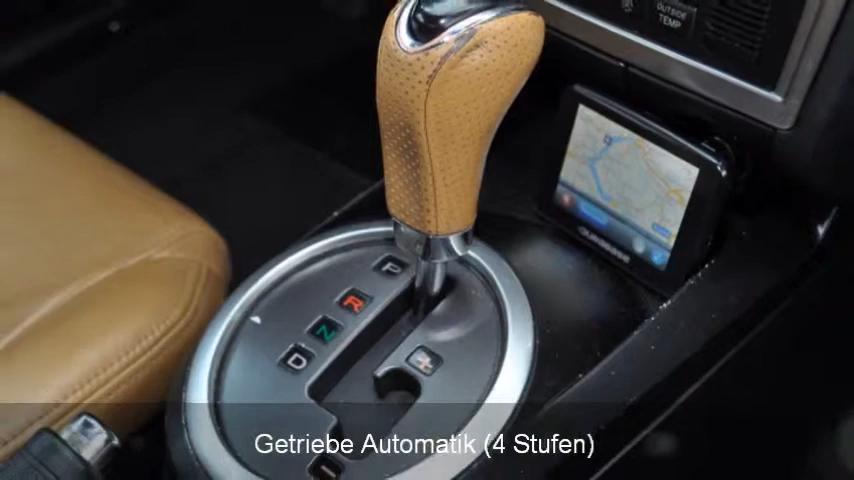 OUTSIDE
TEMP
P
R
N
D
+
-
Getriebe Automatik (4 Stufen)